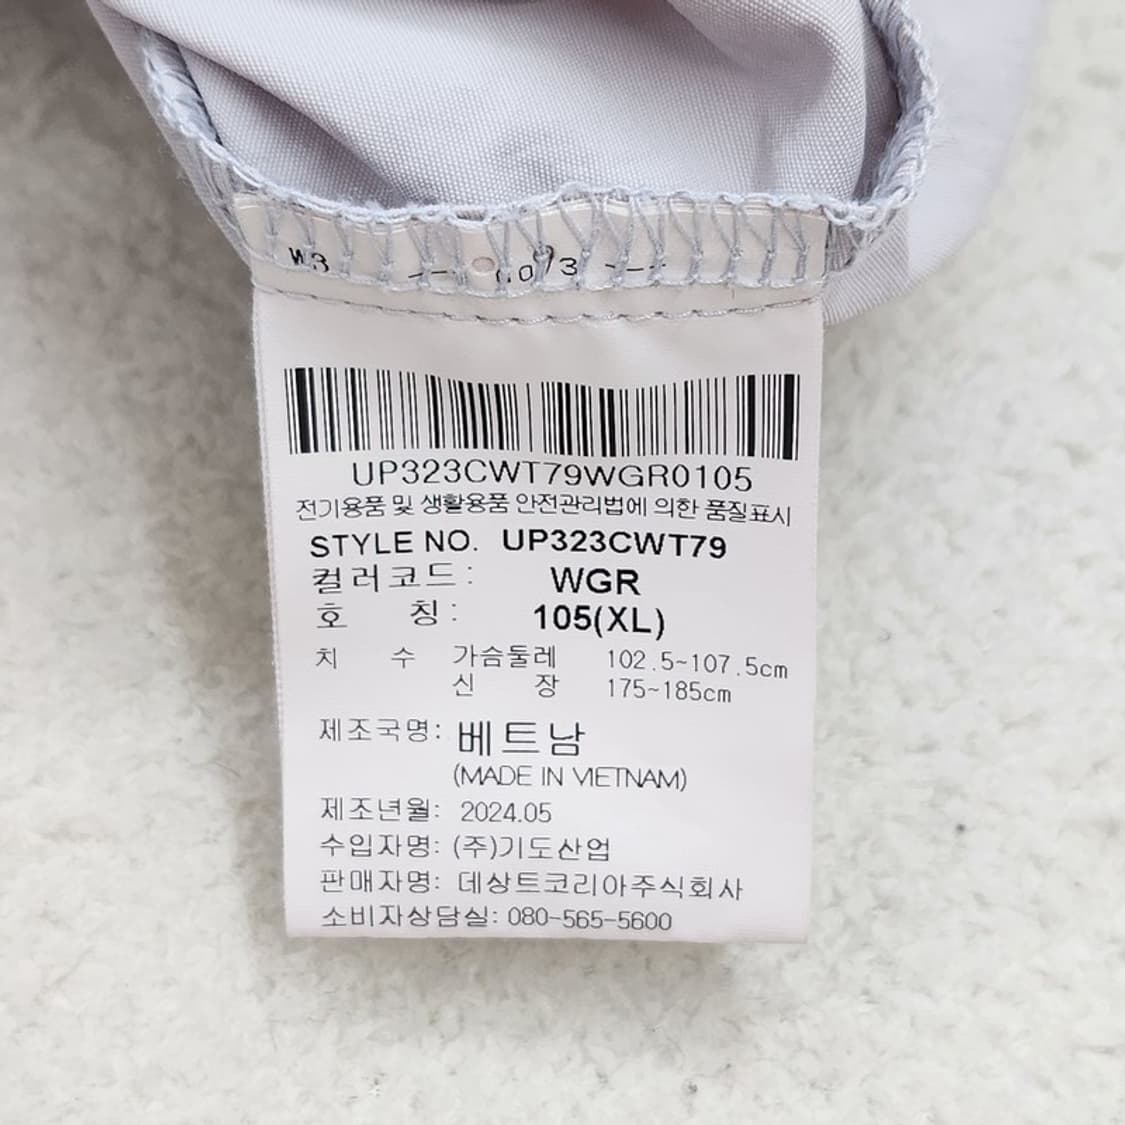 W3
UP323CWT79WGR0105
전기용품 및 생활용품 안전관리법에 의한 품질표시
STYLE NO. UP323CWT79
컬러코드: WGR
호 칭: 105(XL)
치 수 가슴둘레 102.5~107.5cm
신 장 175~185cm
제조국명: 베트남
(MADE IN VIETNAM)
제조년월: 2024.05
수입자명: (주)기도산업
판매자명: 데상트코리아주식회사
소비자상담실: 080-565-5600